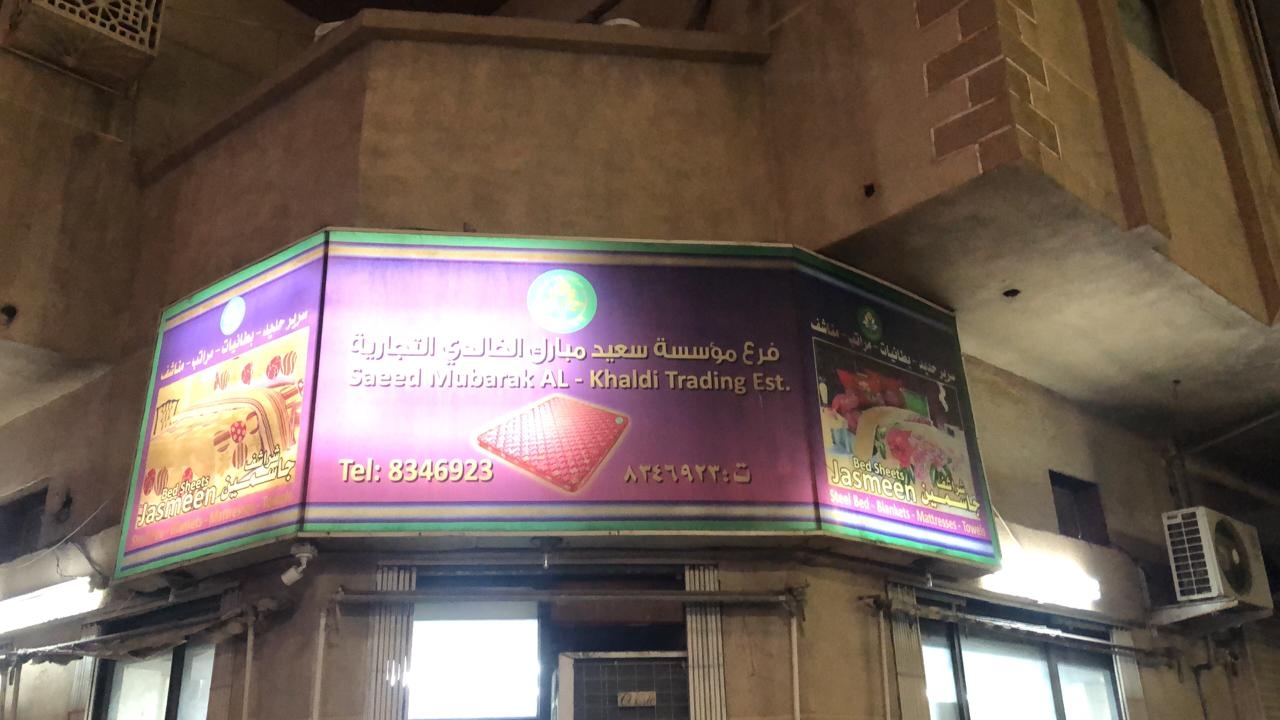 سرير حديد - بطانيات - مراتب - مناشف
شراشف
جاسمين
Bed Sheets
Jasmeen
فرع مؤسسة سعيد مبارك الخالدي التجارية
Saeed Mubarak AL - Khaldi Trading Est.
Tel: 8346923
ت: ٨٣٤٦٩٢٣
سرير حديد - بطانيات - مراتب - مناشف
Bed Sheets
شراشف
Jasmeen جاسمين
Steel Bed - Blankets - Mattresses - Towels